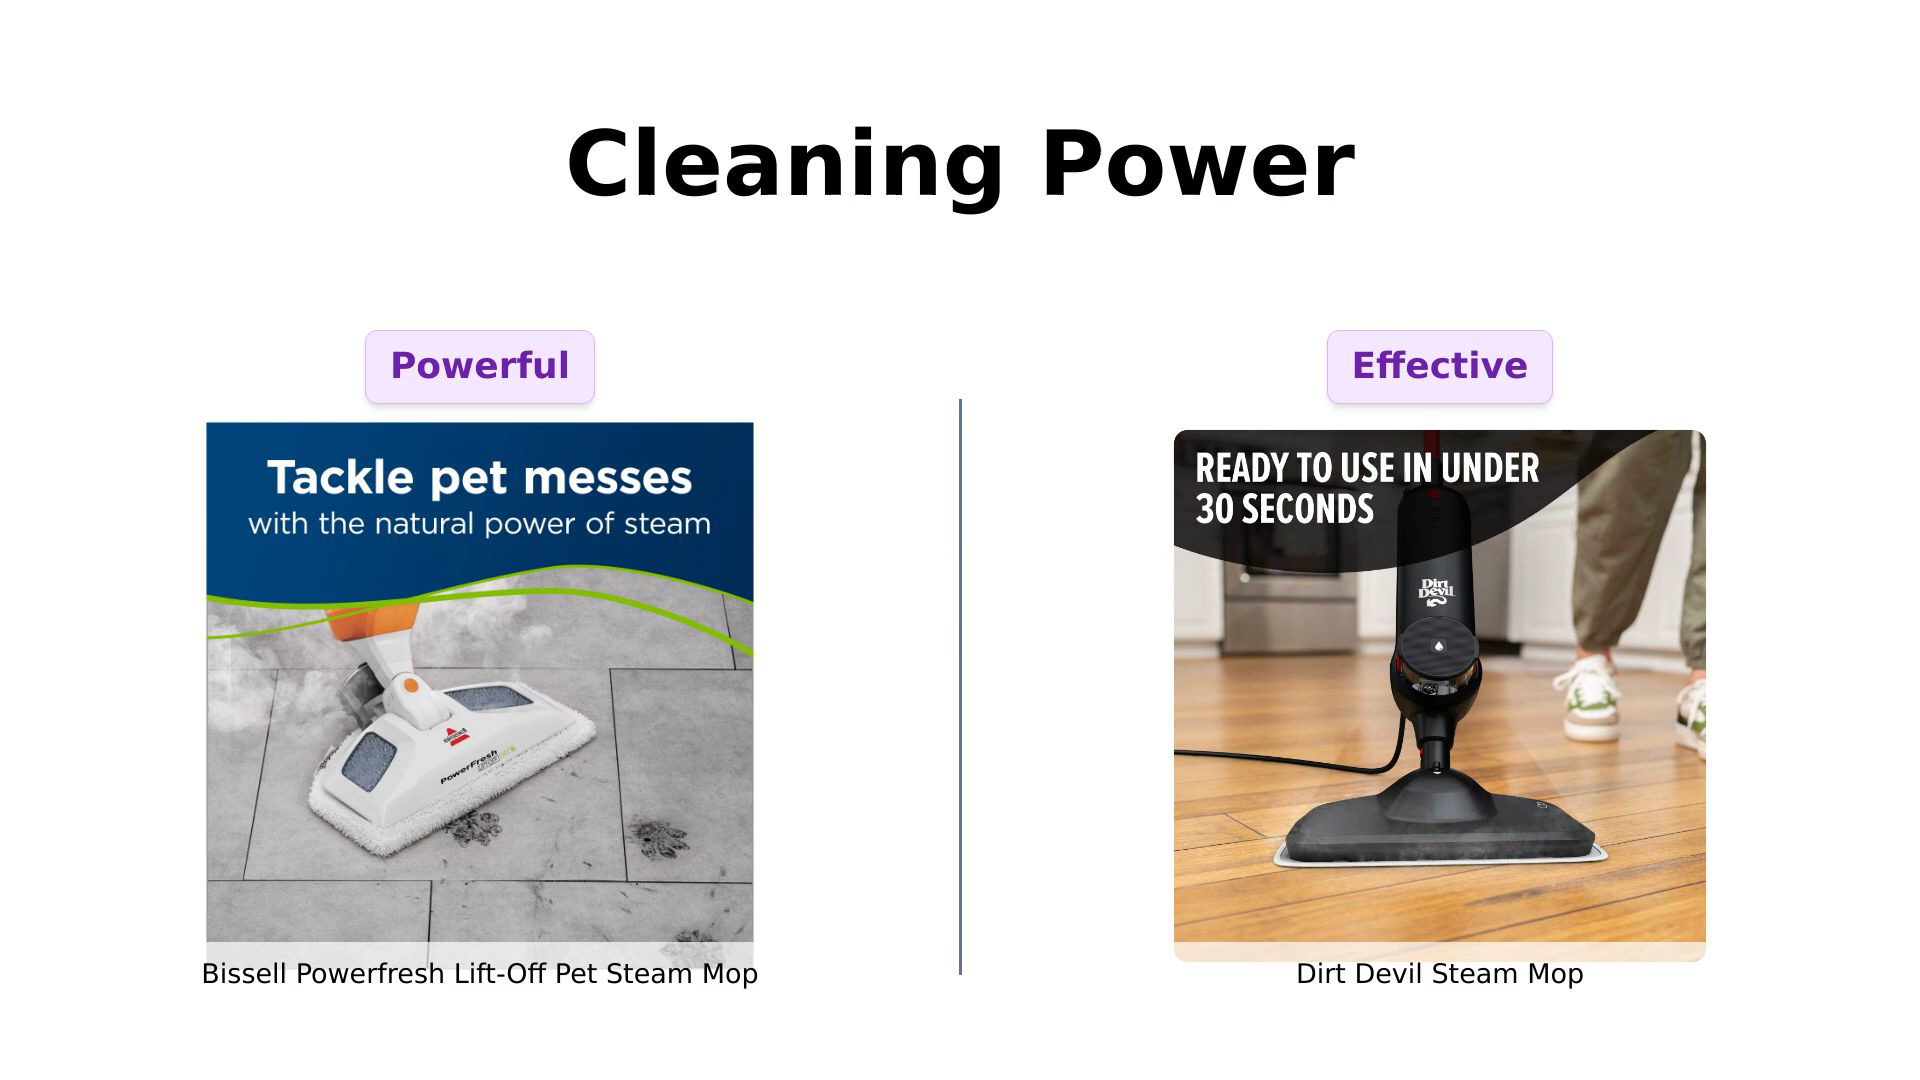 Cleaning Power
Powerful
Effective
Tackle pet messes
with the natural power of steam
BISSELL
PowerFresh
READY TO USE IN UNDER
30 SECONDS
Dirt
Devil
Bissell Powerfresh Lift-Off Pet Steam Mop
Dirt Devil Steam Mop